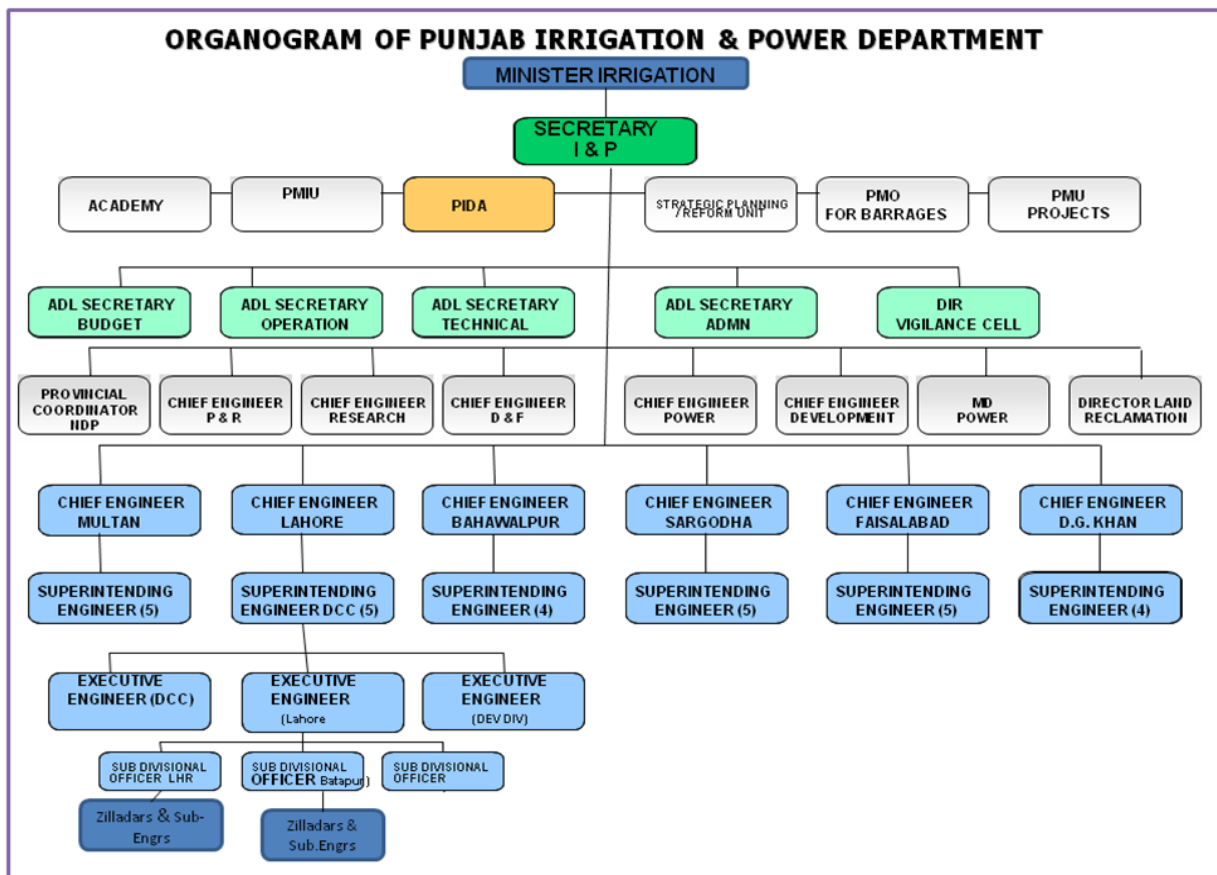 ORGANOGRAM OF PUNJAB IRRIGATION & POWER DEPARTMENT
MINISTER IRRIGATION
SECRETARY
I & P
ACADEMY
PMIU
PIDA
STRATEGIC PLANNING
/ REFORM UNIT
PMO
FOR BARRAGES
PMU
PROJECTS
ADL SECRETARY
BUDGET
ADL SECRETARY
OPERATION
ADL SECRETARY
TECHNICAL
ADL SECRETARY
ADMN
DIR
VIGILANCE CELL
PROVINCIAL
COORDINATOR
NDP
CHIEF ENGINEER
P & R
CHIEF ENGINEER
RESEARCH
CHIEF ENGINEER
D & F
CHIEF ENGINEER
POWER
CHIEF ENGINEER
DEVELOPMENT
MD
POWER
DIRECTOR LAND
RECLAMATION
CHIEF ENGINEER
MULTAN
CHIEF ENGINEER
LAHORE
CHIEF ENGINEER
BAHAWALPUR
CHIEF ENGINEER
SARGODHA
CHIEF ENGINEER
FAISALABAD
CHIEF ENGINEER
D.G. KHAN
SUPERINTENDING
ENGINEER (5)
SUPERINTENDING
ENGINEER DCC (5)
SUPERINTENDING
ENGINEER (4)
SUPERINTENDING
ENGINEER (5)
SUPERINTENDING
ENGINEER (5)
SUPERINTENDING
ENGINEER (4)
EXECUTIVE
ENGINEER (DCC)
EXECUTIVE
ENGINEER
(Lahore
EXECUTIVE
ENGINEER
(DEV DIV)
SUB DIVISIONAL
OFFICER LHR
SUB DIVISIONAL
OFFICER Batapur)
SUB DIVISIONAL
OFFICER
Zilladars & Sub-
Engrs
Zilladars &
Sub.Engrs